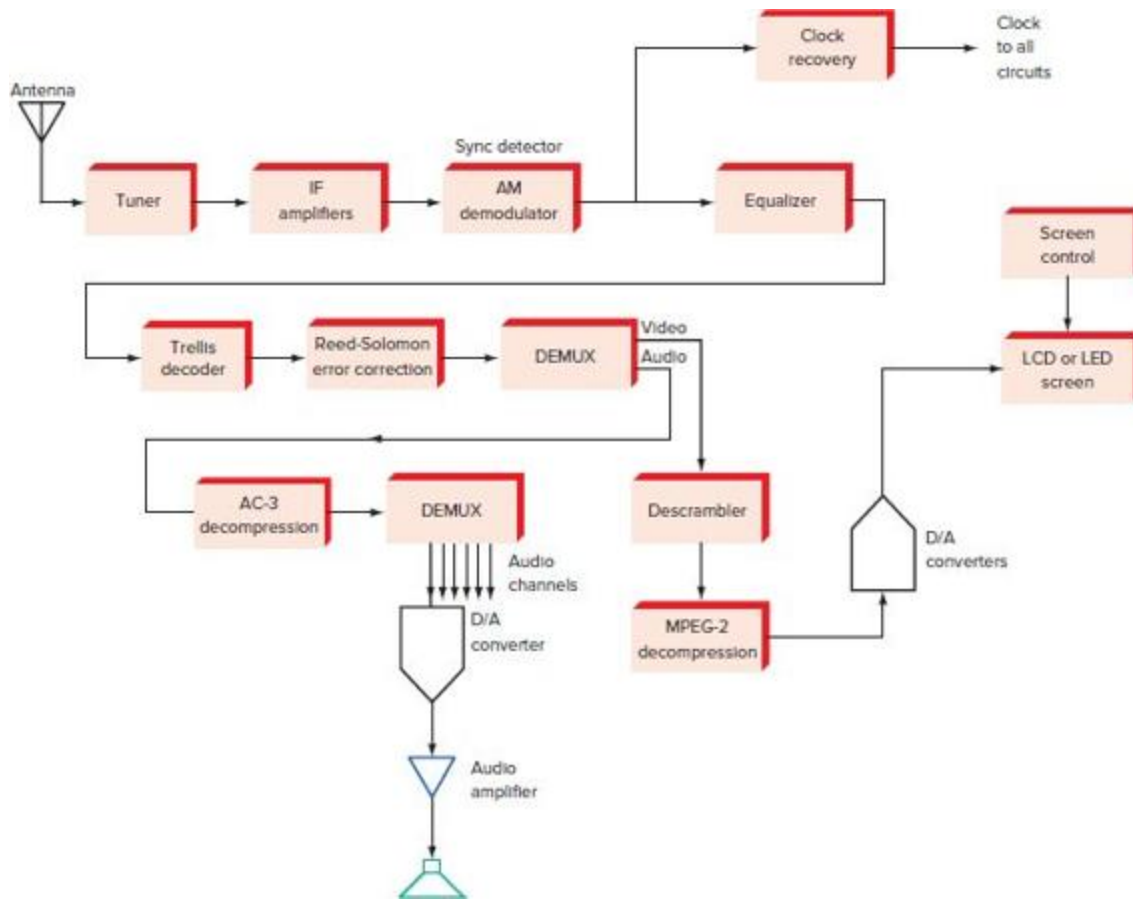 Clock
recovery
Clock
to all
circuits
Antenna
Sync detector
Tuner
IF
amplifiers
AM
demodulator
Equalizer
Screen
control
Trellis
decoder
Reed-Solomon
error correction
DEMUX
Video
Audio
LCD or LED
screen
AC-3
decompression
DEMUX
Descrambler
D/A
converters
Audio
channels
D/A
converter
MPEG-2
decompression
Audio
amplifier